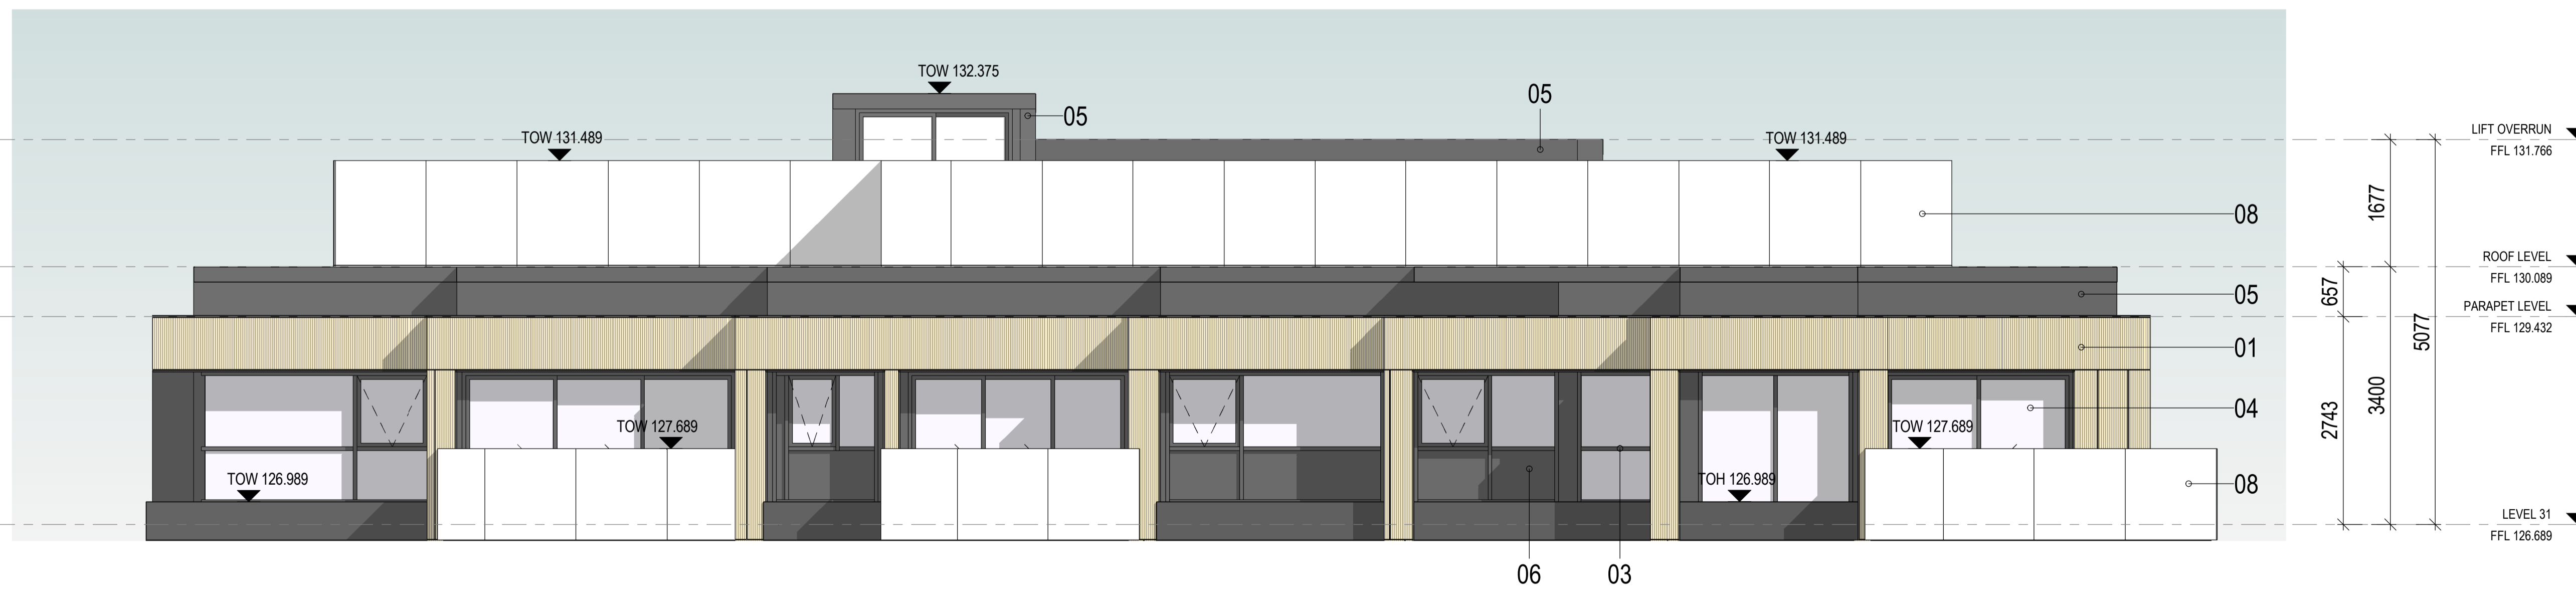 TOW 132.375
05
05
TOW 131.489
TOW 131.489
LIFT OVERRUN
FFL 131.766
1677
08
ROOF LEVEL
FFL 130.089
657
05
PARAPET LEVEL
FFL 129.432
5077
01
3400
2743
04
TOW 127.689
TOW 127.689
TOW 126.989
TOH 126.989
08
LEVEL 31
FFL 126.689
06
03